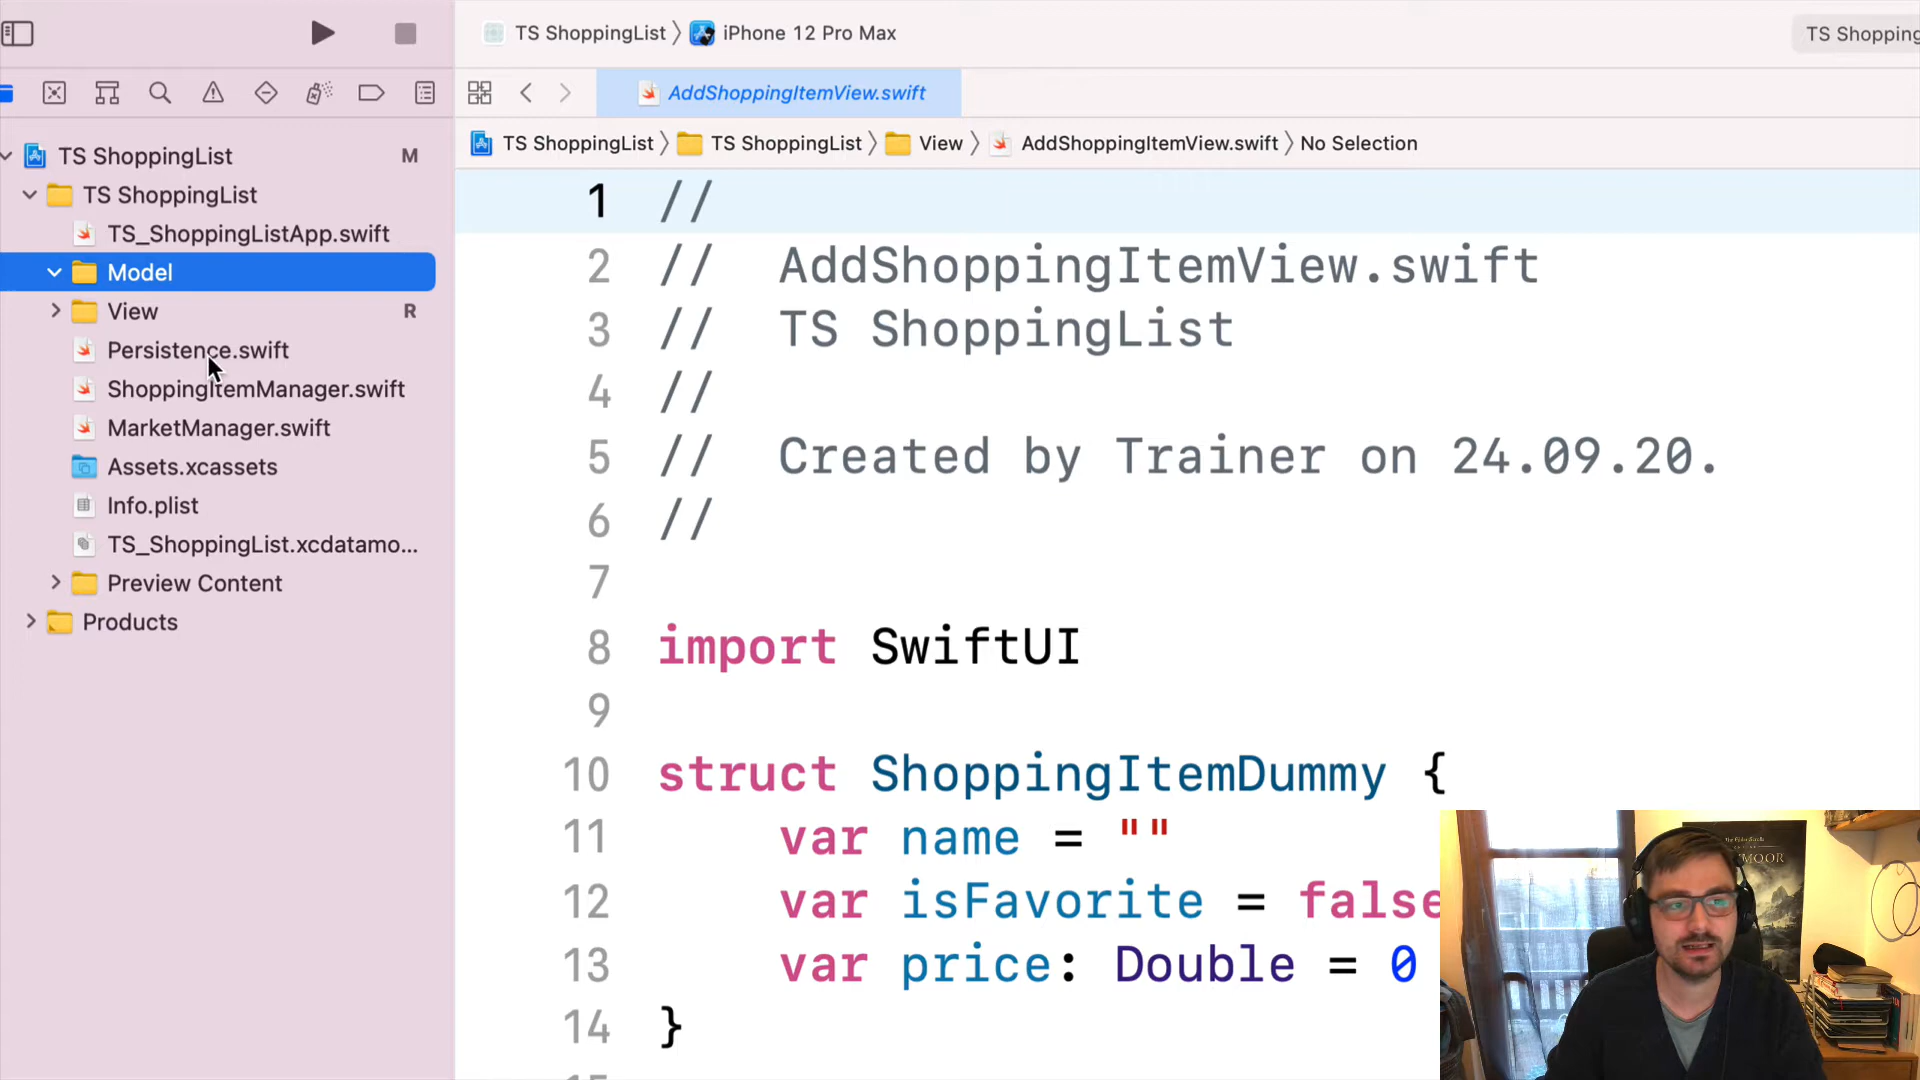 TS ShoppingList
iPhone 12 Pro Max
TS Shopping
AddShoppingItemView.swift
TS ShoppingList
TS ShoppingList
View
AddShoppingItemView.swift
No Selection
TS ShoppingList M
TS ShoppingList
TS_ShoppingListApp.swift
Model
View R
Persistence.swift
ShoppingItemManager.swift
MarketManager.swift
Assets.xcassets
Info.plist
TS_ShoppingList.xcdatamo...
Preview Content
Products
1 //
2 //  AddShoppingItemView.swift
3 //  TS ShoppingList
4 //
5 //  Created by Trainer on 24.09.20.
6 //
7
8 import SwiftUI
9
10 struct ShoppingItemDummy {
11     var name = ""
12     var isFavorite = false
13     var price: Double = 0
14 }